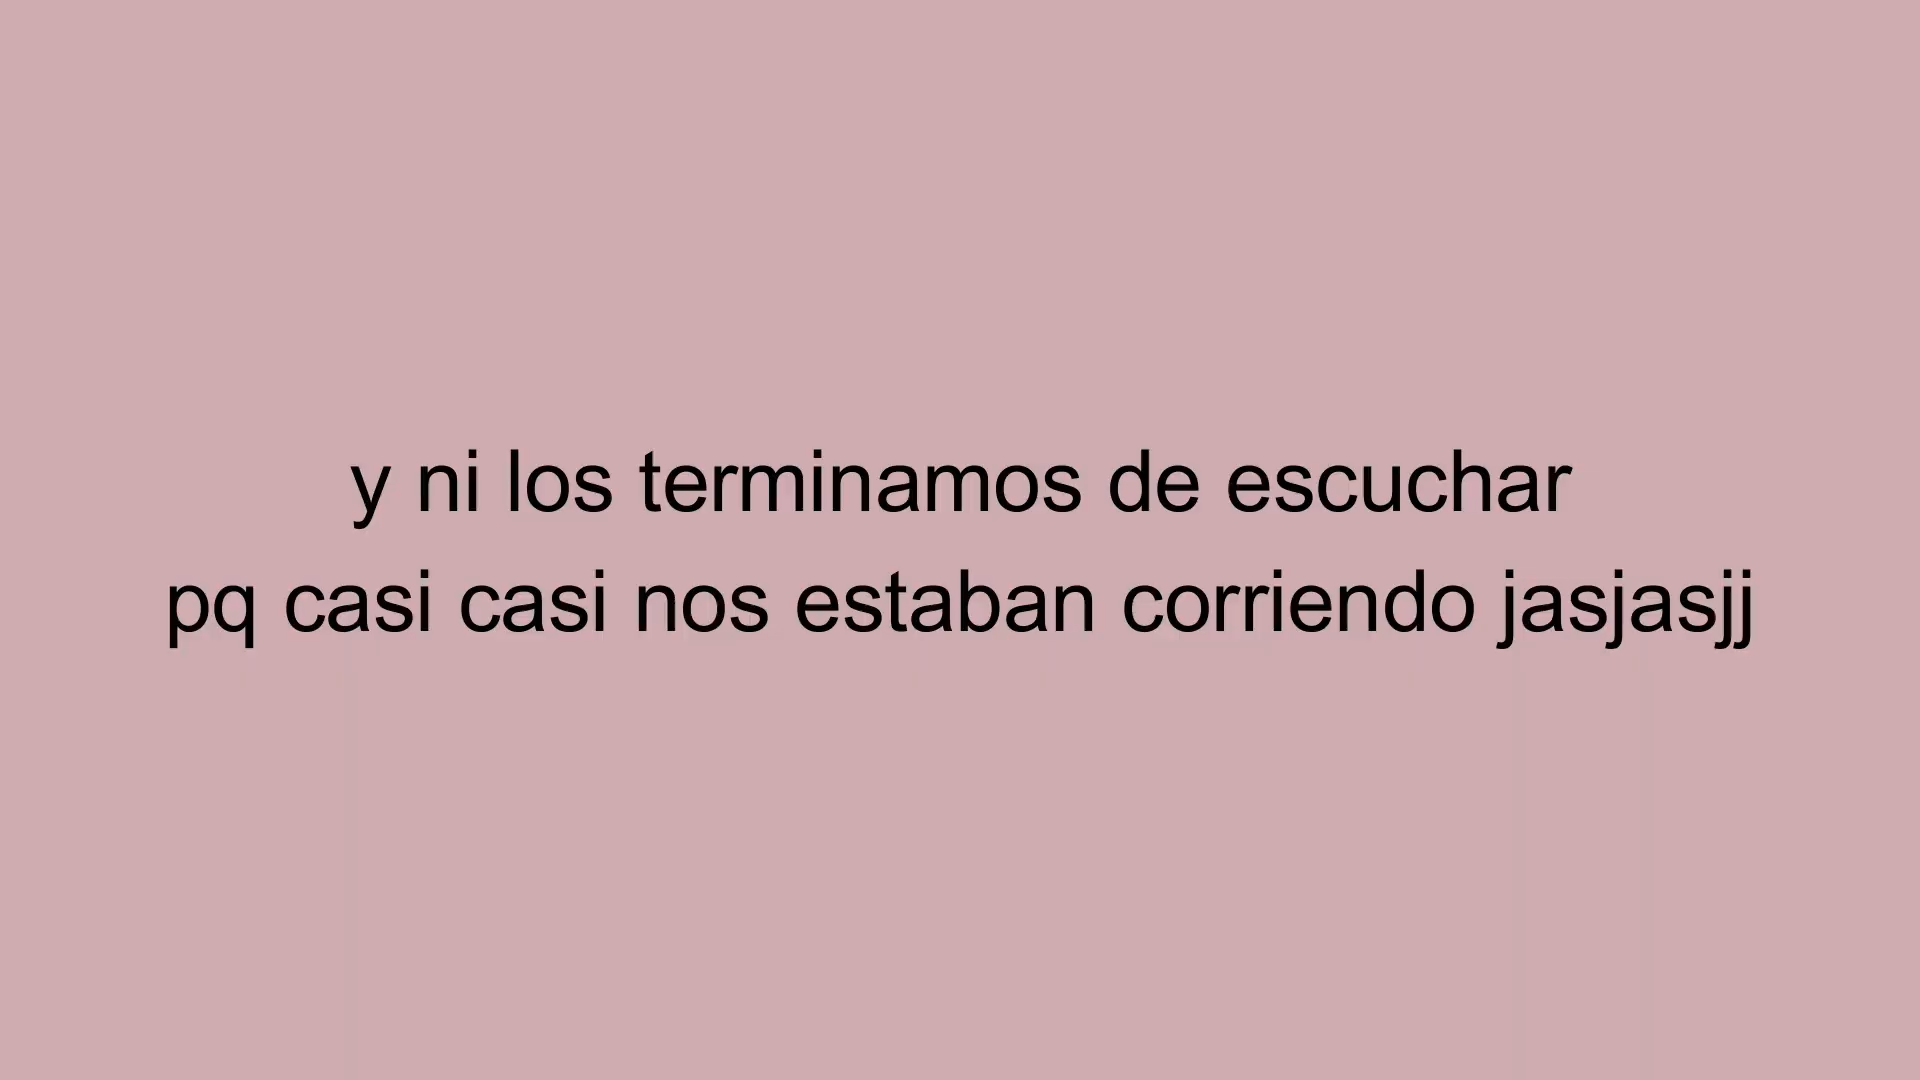 y ni los terminamos de escuchar
pq casi casi nos estaban corriendo jasjasjj